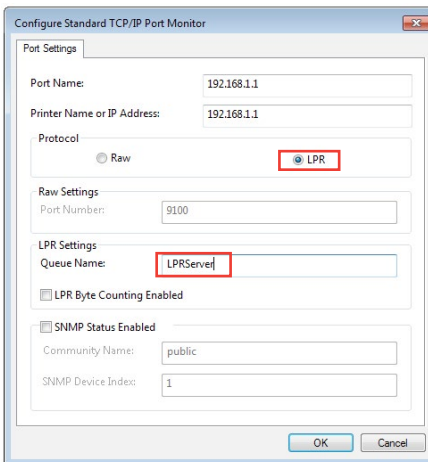 Configure Standard TCP/IP Port Monitor
Port Settings
Port Name: 192.168.1.1
Printer Name or IP Address: 192.168.1.1
Protocol
Raw LPR
Raw Settings
Port Number: 9100
LPR Settings
Queue Name: LPRServer
LPR Byte Counting Enabled
SNMP Status Enabled
Community Name: public
SNMP Device Index: 1
OK Cancel